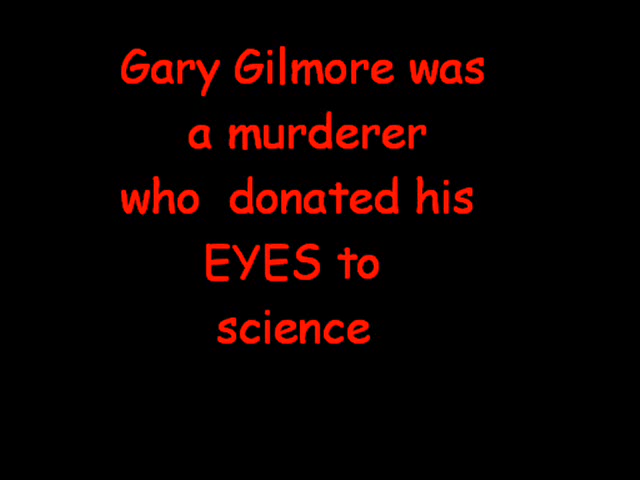 Gary Gilmore was
a murderer
who donated his
EYES to
science